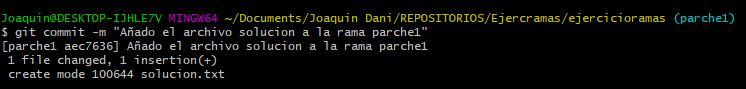 Joaquin@DESKTOP-IJHLE7V MINGW64 ~/Documents/Joaquin Dani/REPOSITORIOS/Ejercramas/ejercicioramas (parche1)
$ git commit -m "Añado el archivo solucion a la rama parche1"
[parche1 aec7636] Añado el archivo solucion a la rama parche1
 1 file changed, 1 insertion(+)
 create mode 100644 solucion.txt